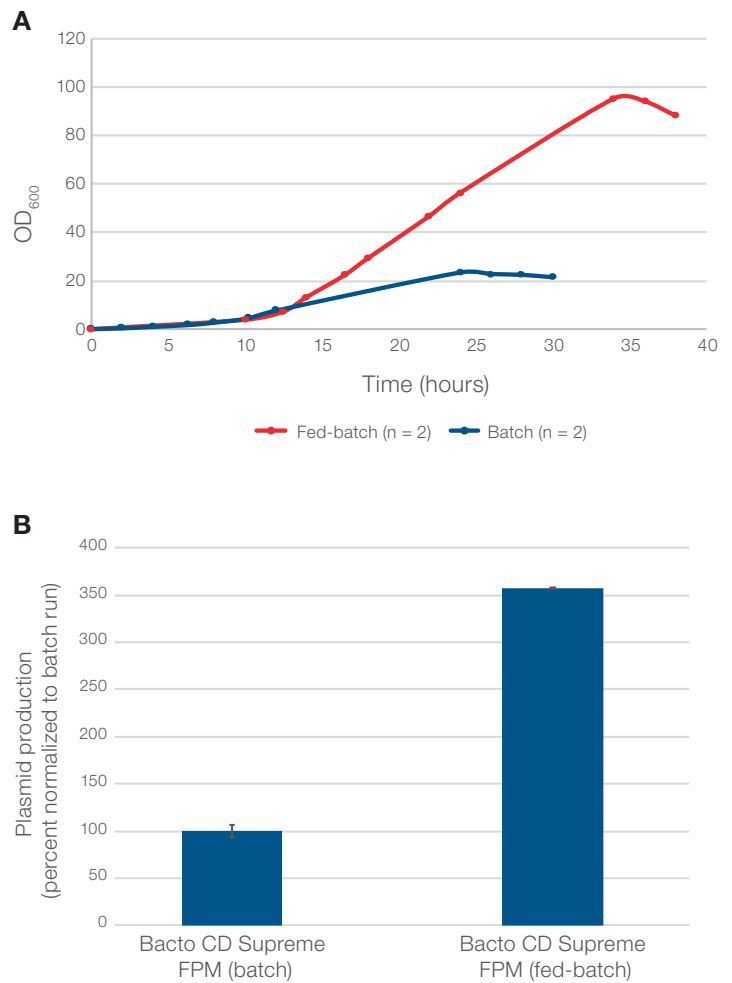 A
120
100
80
60
40
20
0
OD600
0 5 10 15 20 25 30 35 40
Time (hours)
Fed-batch (n = 2) Batch (n = 2)
B
400
350
300
250
200
150
100
50
0
Plasmid production
(percent normalized to batch run)
Bacto CD Supreme
FPM (batch)
Bacto CD Supreme
FPM (fed-batch)